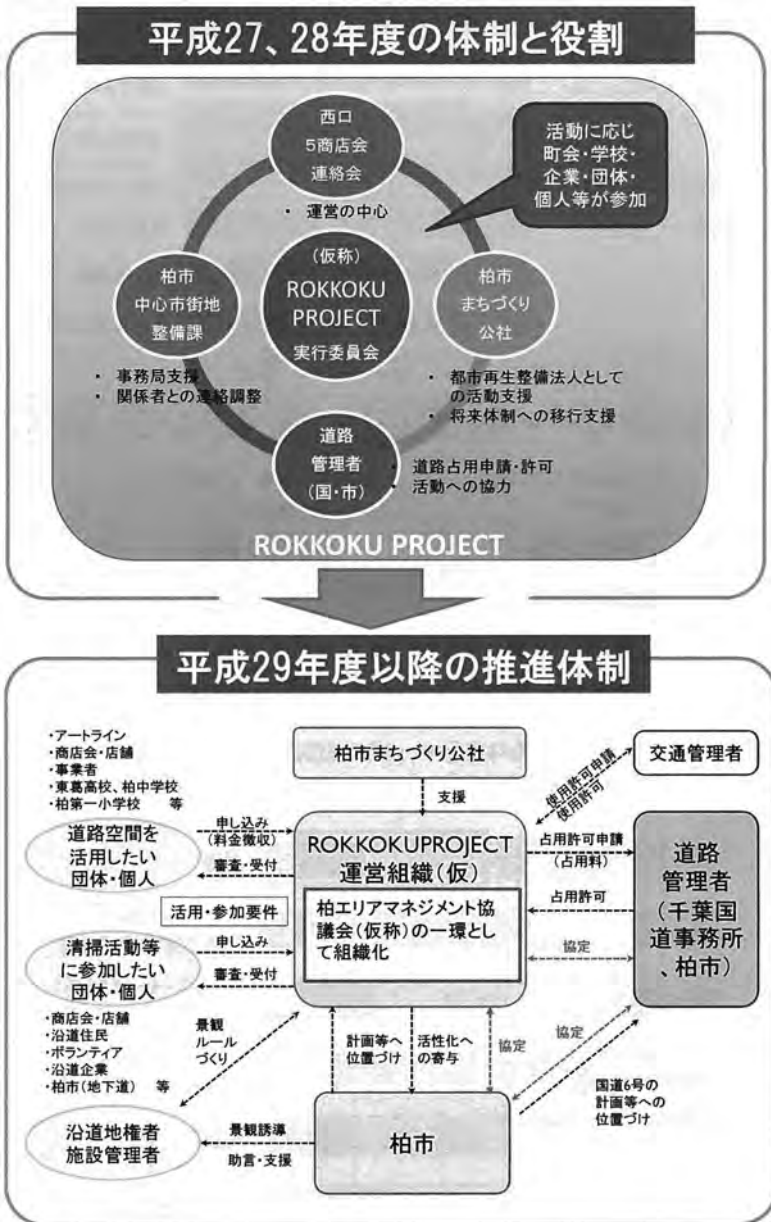 平成27、28年度の体制と役割
西口
5商店会
連絡会
・ 運営の中心
活動に応じ
町会・学校・
企業・団体・
個人等が参加
柏市
中心市街地
整備課
・ 事務局支援
・ 関係者との連絡調整
(仮称)
ROKKOKU
PROJECT
実行委員会
柏市
まちづくり
公社
・ 都市再生整備法人として
の活動支援
・ 将来体制への移行支援
道路
管理者
(国・市)
・ 道路占用申請・許可
・ 活動への協力
ROKKOKU PROJECT
平成29年度以降の推進体制
・アートライン
・商店会・店舗
・事業者
・東葛高校、柏中学校
・柏第一小学校 等
柏市まちづくり公社
支援
使用許可申請
使用許可
交通管理者
道路空間を
活用したい
団体・個人
申し込み
(料金徴収)
審査・受付
ROKKOKUPROJECT
運営組織(仮)
柏エリアマネジメント協
議会(仮称)の一環とし
て組織化
占用許可申請
(占用料)
占用許可
協定
道路
管理者
(千葉国
道事務所
、柏市)
活用・参加要件
清掃活動等
に参加したい
団体・個人
申し込み
審査・受付
・商店会・店舗
・沿道住民
・ボランティア
・沿道企業
・柏市(地下道) 等
景観
ルール
づくり
計画等へ
位置づけ
活性化へ
の寄与
協定
協定
国道6号の
計画等への
位置づけ
沿道地権者
施設管理者
景観誘導
助言・支援
柏市